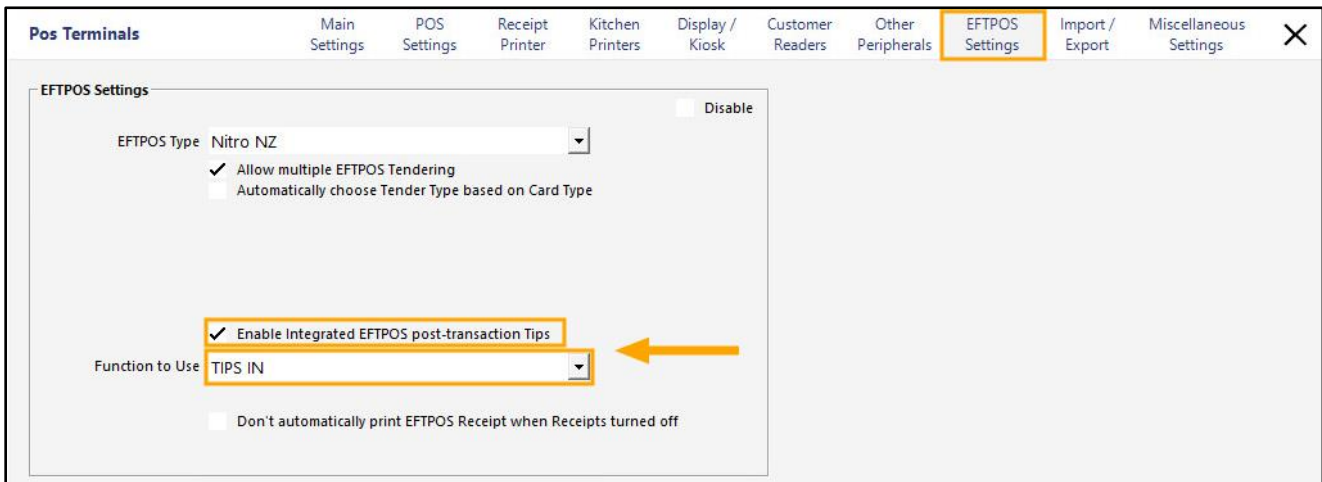 Pos Terminals
Main Settings
POS Settings
Receipt Printer
Kitchen Printers
Display / Kiosk
Customer Readers
Other Peripherals
EFTPOS Settings
Import / Export
Miscellaneous Settings
EFTPOS Settings
Disable
EFTPOS Type Nitro NZ
Allow multiple EFTPOS Tendering
Automatically choose Tender Type based on Card Type
Enable Integrated EFTPOS post-transaction Tips
Function to Use TIPS IN
Don't automatically print EFTPOS Receipt when Receipts turned off